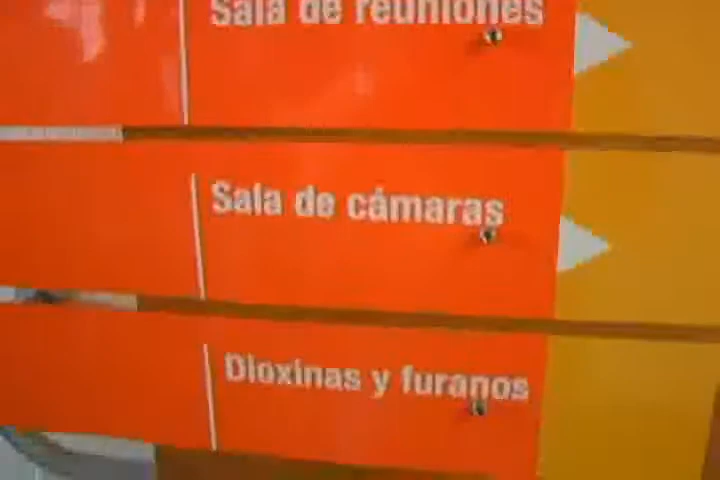 Sala de reuniones
Sala de cámaras
Dioxinas y furanos